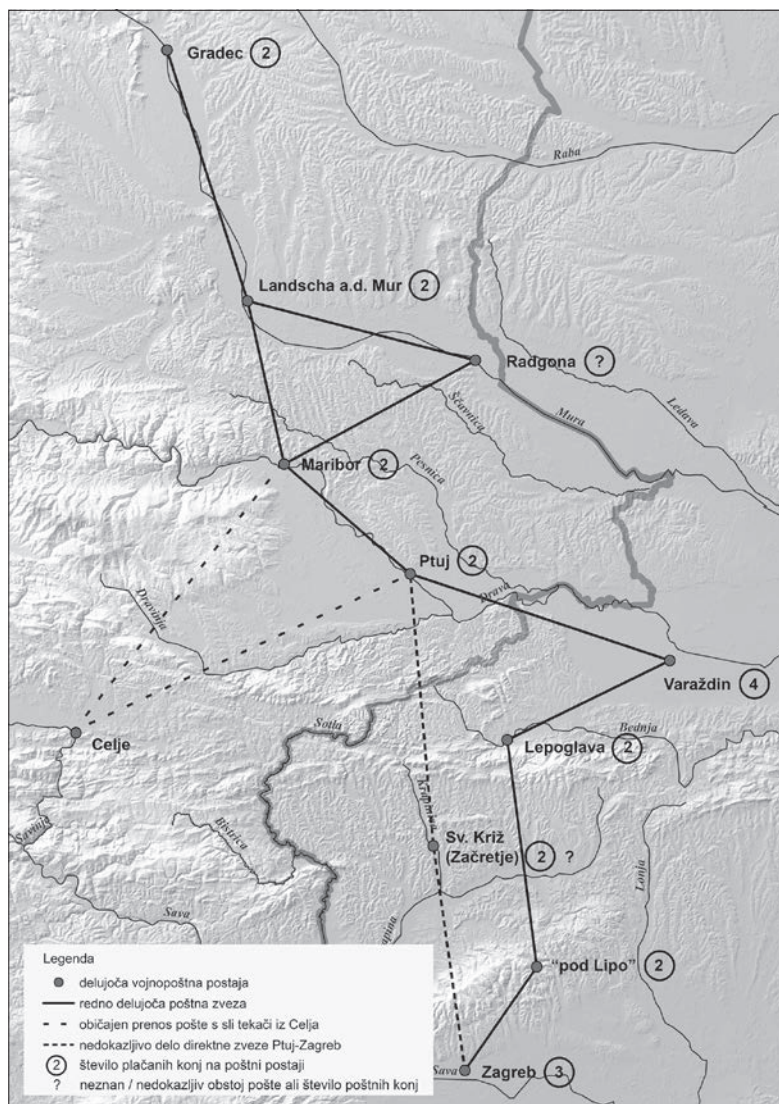 Gradec 2
Raba
Landscha a.d. Mur 2
Radgona ?
Ščavnica
Mura
Ledava
Maribor 2
Pesnica
Ptuj 2
Dravinja
Drava
Varaždin 4
Celje
Sotla
Bednja
Lepoglava 2
Krapinica
Savinja
Bistrica
Sv. Križ
(Začretje) 2 ?
Lonja
Sava
apina
"pod Lipo" 2
Sava
Zagreb 3
Legenda
delujoča vojnopoštna postaja
redno delujoča poštna zveza
običajen prenos pošte s sli tekači iz Celja
nedokazljivo delo direktne zveze Ptuj-Zagreb
2 število plačanih konj na poštni postaji
? neznan / nedokazljiv obstoj pošte ali število poštnih konj